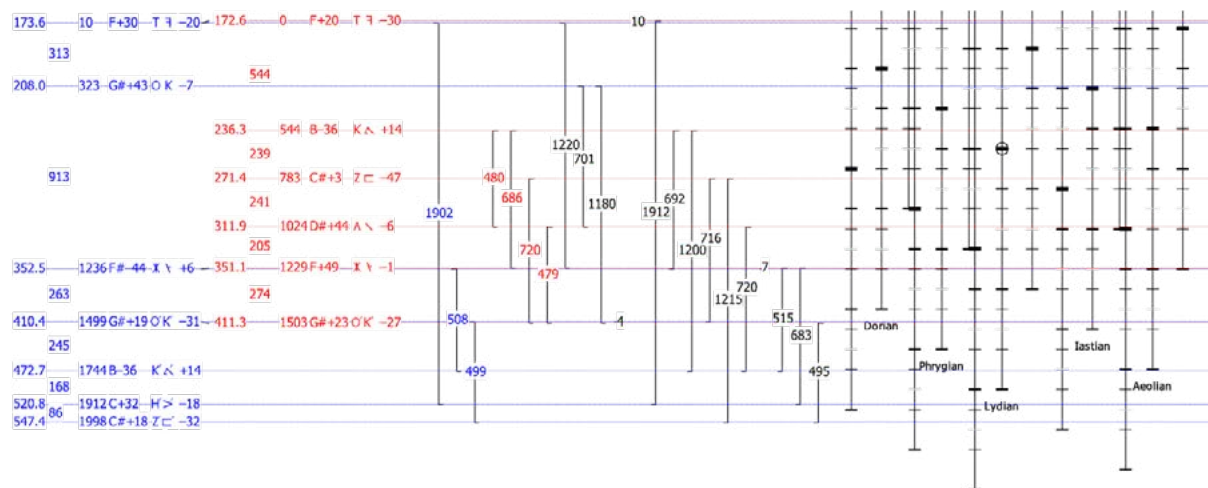 173.6 10 F+30 T ꟻ −20 172.6 0 F+20 T ꟻ −30 10
313
544
208.0 323 G#+43 O K −7
236.3 544 B−36 K +14
1220
239
701
913 480
271.4 783 C#+3 Z ⊏ −47
686 692
241 1180
1902 1912
311.9 1024 D#+44 −6
205 716
720
352.5 1236 F#−44 +6 351.1 1229 F+49 −1 7
479
720
263 274 1215
508 515
410.4 1499 G#+19 O K −31 411.3 1503 G#+23 O K −27 4
Dorian
683
245 Iastian
Phrygian
472.7 1744 B−36 K +14 499 495
168 Aeolian
520.8 1912 C+32 −18
Lydian
86
547.4 1998 C#+18 Z ⊏ −32